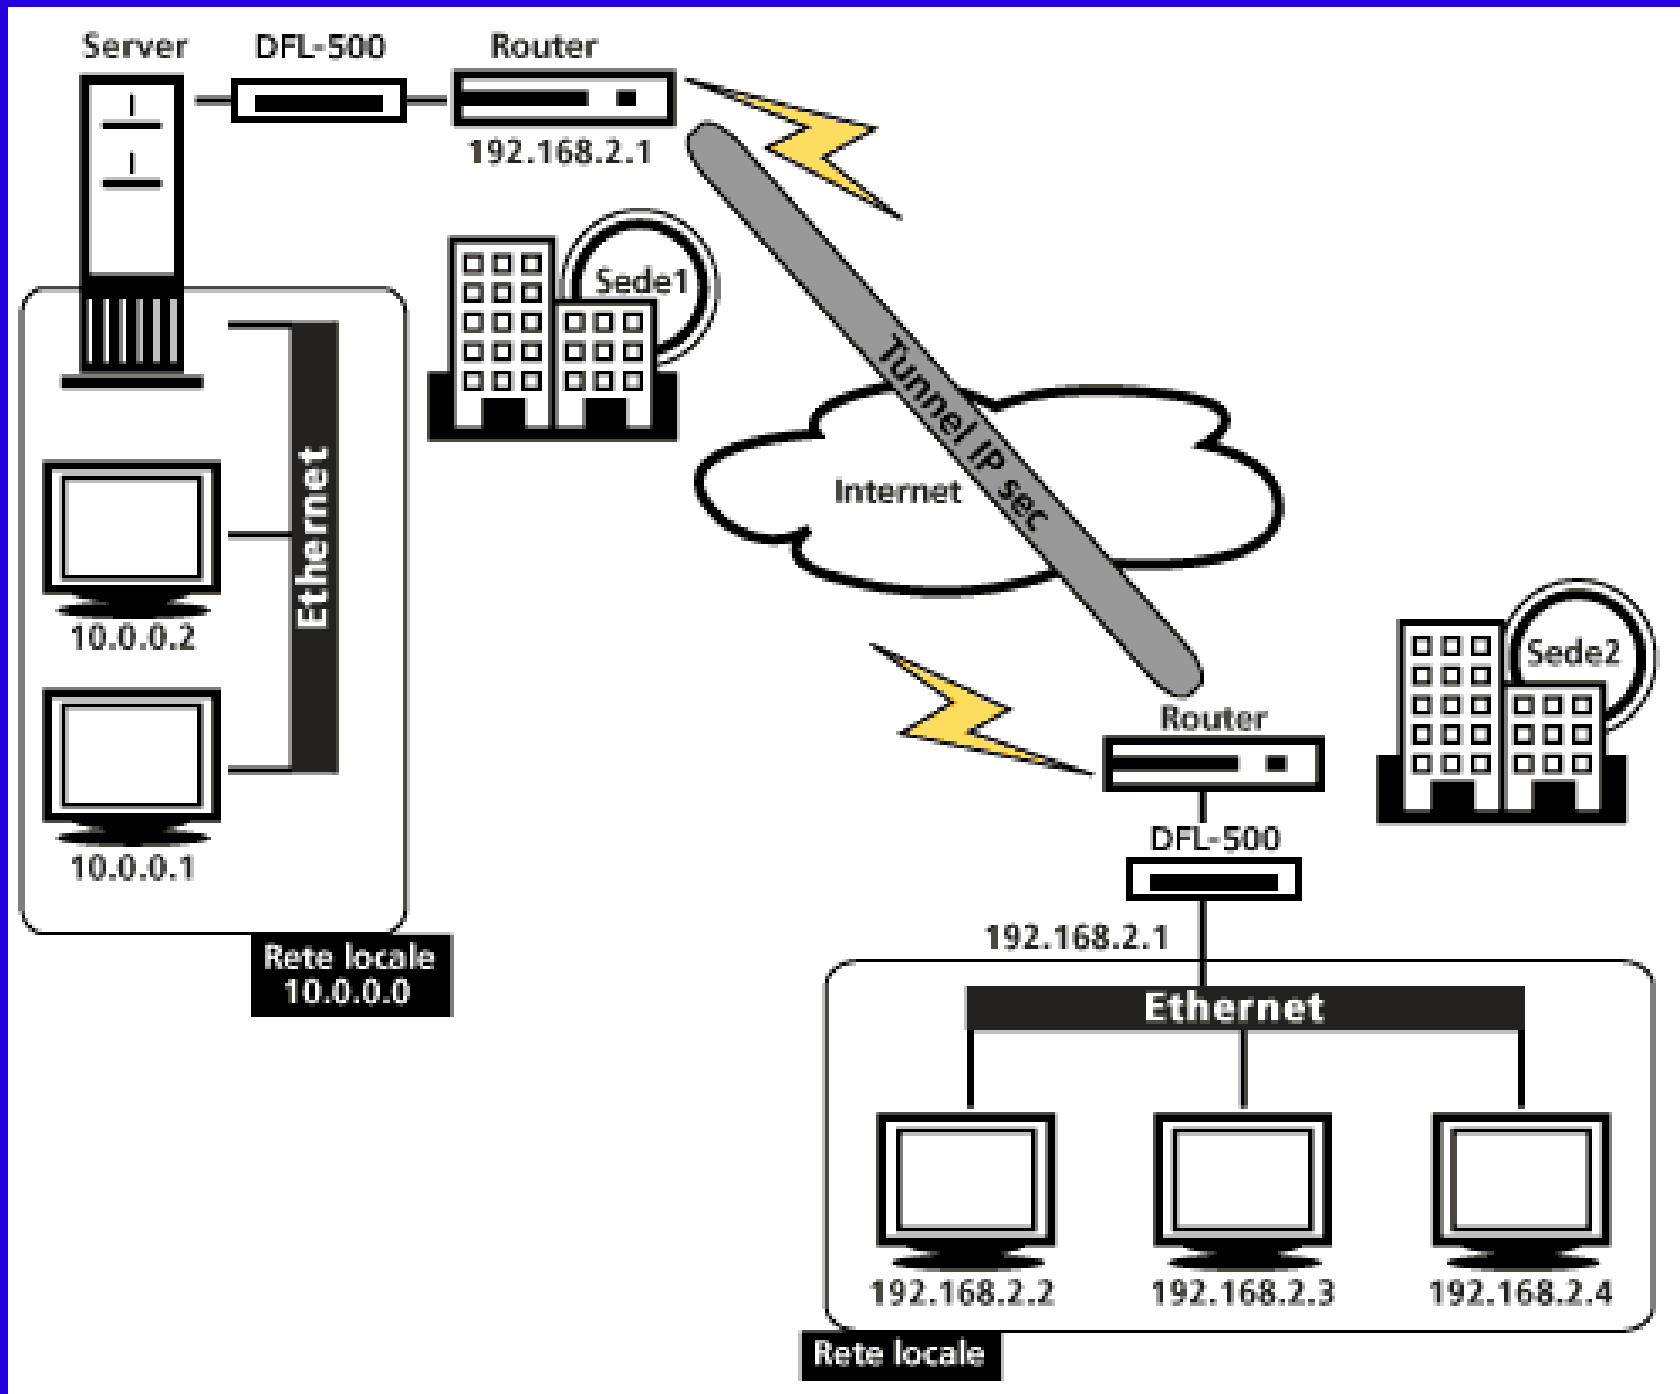 Server
DFL-500
Router
192.168.2.1
Sede1
Tunnel IP sec
Internet
Ethernet
10.0.0.2
10.0.0.1
Rete locale
10.0.0.0
Sede2
Router
DFL-500
192.168.2.1
Ethernet
192.168.2.2
192.168.2.3
192.168.2.4
Rete locale